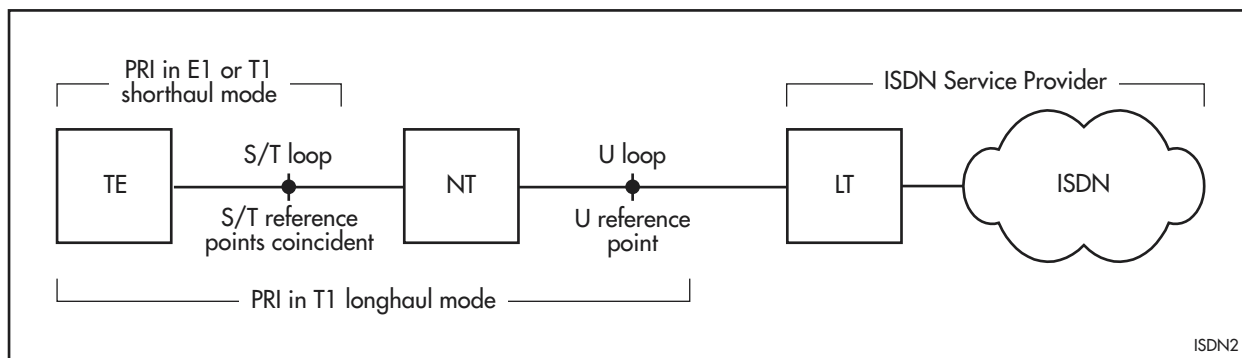 PRI in E1 or T1
shorthaul mode
ISDN Service Provider
TE
S/T loop
S/T reference
points coincident
NT
U loop
U reference
point
LT
ISDN
PRI in T1 longhaul mode
ISDN2